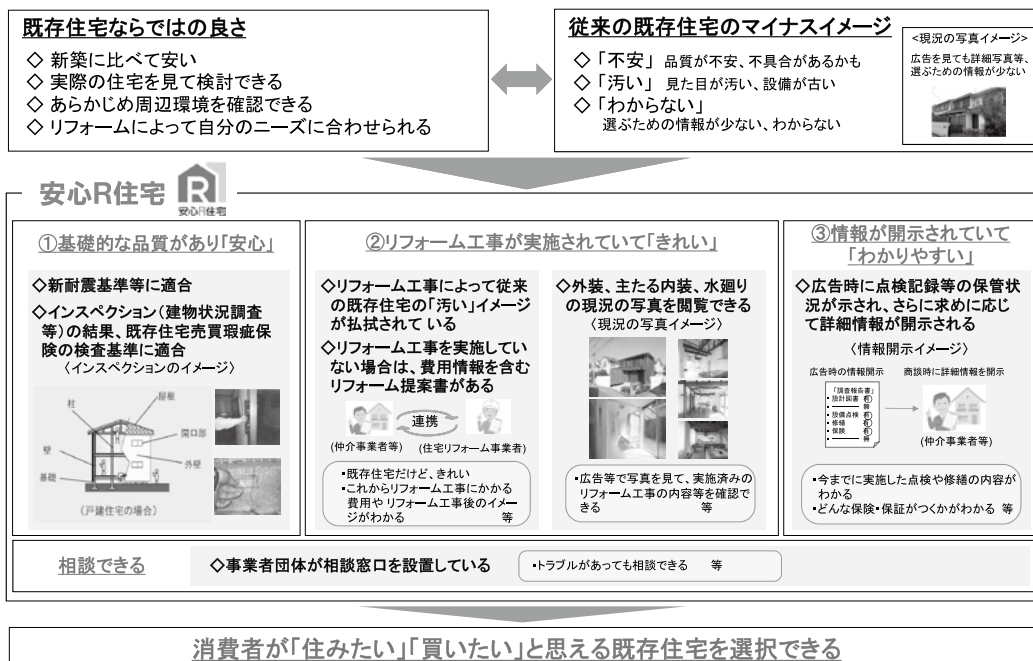 既存住宅ならではの良さ
◇ 新築に比べて安い
◇ 実際の住宅を見て検討できる
◇ あらかじめ周辺環境を確認できる
◇ リフォームによって自分のニーズに合わせられる
従来の既存住宅のマイナスイメージ
◇ 「不安」 品質が不安、不具合があるかも
◇ 「汚い」 見た目が汚い、設備が古い
◇ 「わからない」
選ぶための情報が少ない、わからない
<現況の写真イメージ>
広告を見ても詳細写真等、
選ぶための情報が少ない
安心R住宅
R
安心R住宅
①基礎的な品質があり「安心」
◇新耐震基準等に適合
◇インスペクション(建物状況調査
等)の結果、既存住宅売買瑕疵保
険の検査基準に適合
〈インスペクションのイメージ〉
屋根
柱
開口部
壁
外壁
基礎
(戸建住宅の場合)
②リフォーム工事が実施されていて「きれい」
◇リフォーム工事によって従来
の既存住宅の「汚い」イメージ
が払拭されて いる
◇リフォーム工事を実施してい
ない場合は、費用情報を含む
リフォーム提案書がある
連携
(仲介事業者等) (住宅リフォーム事業者)
・既存住宅だけど、きれい
・これからリフォーム工事にかかる
費用や リフォーム工事後のイメー
ジがわかる 等
◇外装、主たる内装、水廻り
の現況の写真を閲覧できる
〈現況の写真イメージ〉
・広告等で写真を見て、実施済みの
リフォーム工事の内容等を確認で
きる 等
③情報が開示されていて
「わかりやすい」
◇広告時に点検記録等の保管状
況が示され、さらに求めに応じ
て詳細情報が開示される
〈情報開示イメージ〉
広告時の情報開示 商談時に詳細情報を開示
「調査報告書」
・設計図書 有
無
・設備点検 有
・修繕 有
・保険 有
無
(仲介事業者等)
・今までに実施した点検や修繕の内容が
わかる
・どんな保険・保証がつくかがわかる 等
相談できる
◇事業者団体が相談窓口を設置している
・トラブルがあっても相談できる 等
消費者が「住みたい」「買いたい」と思える既存住宅を選択できる